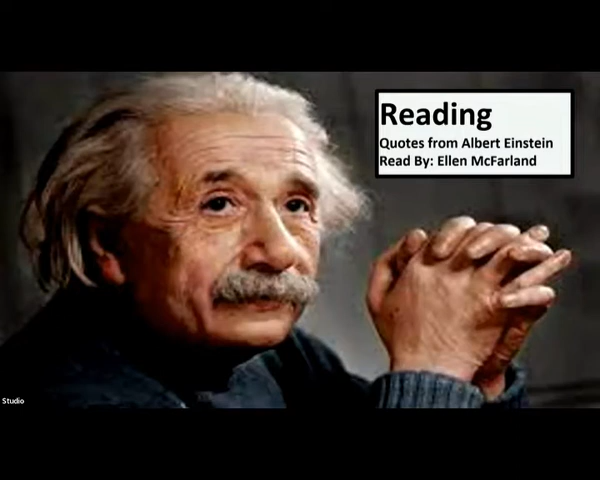 Reading
Quotes from Albert Einstein
Read By: Ellen McFarland
Studio